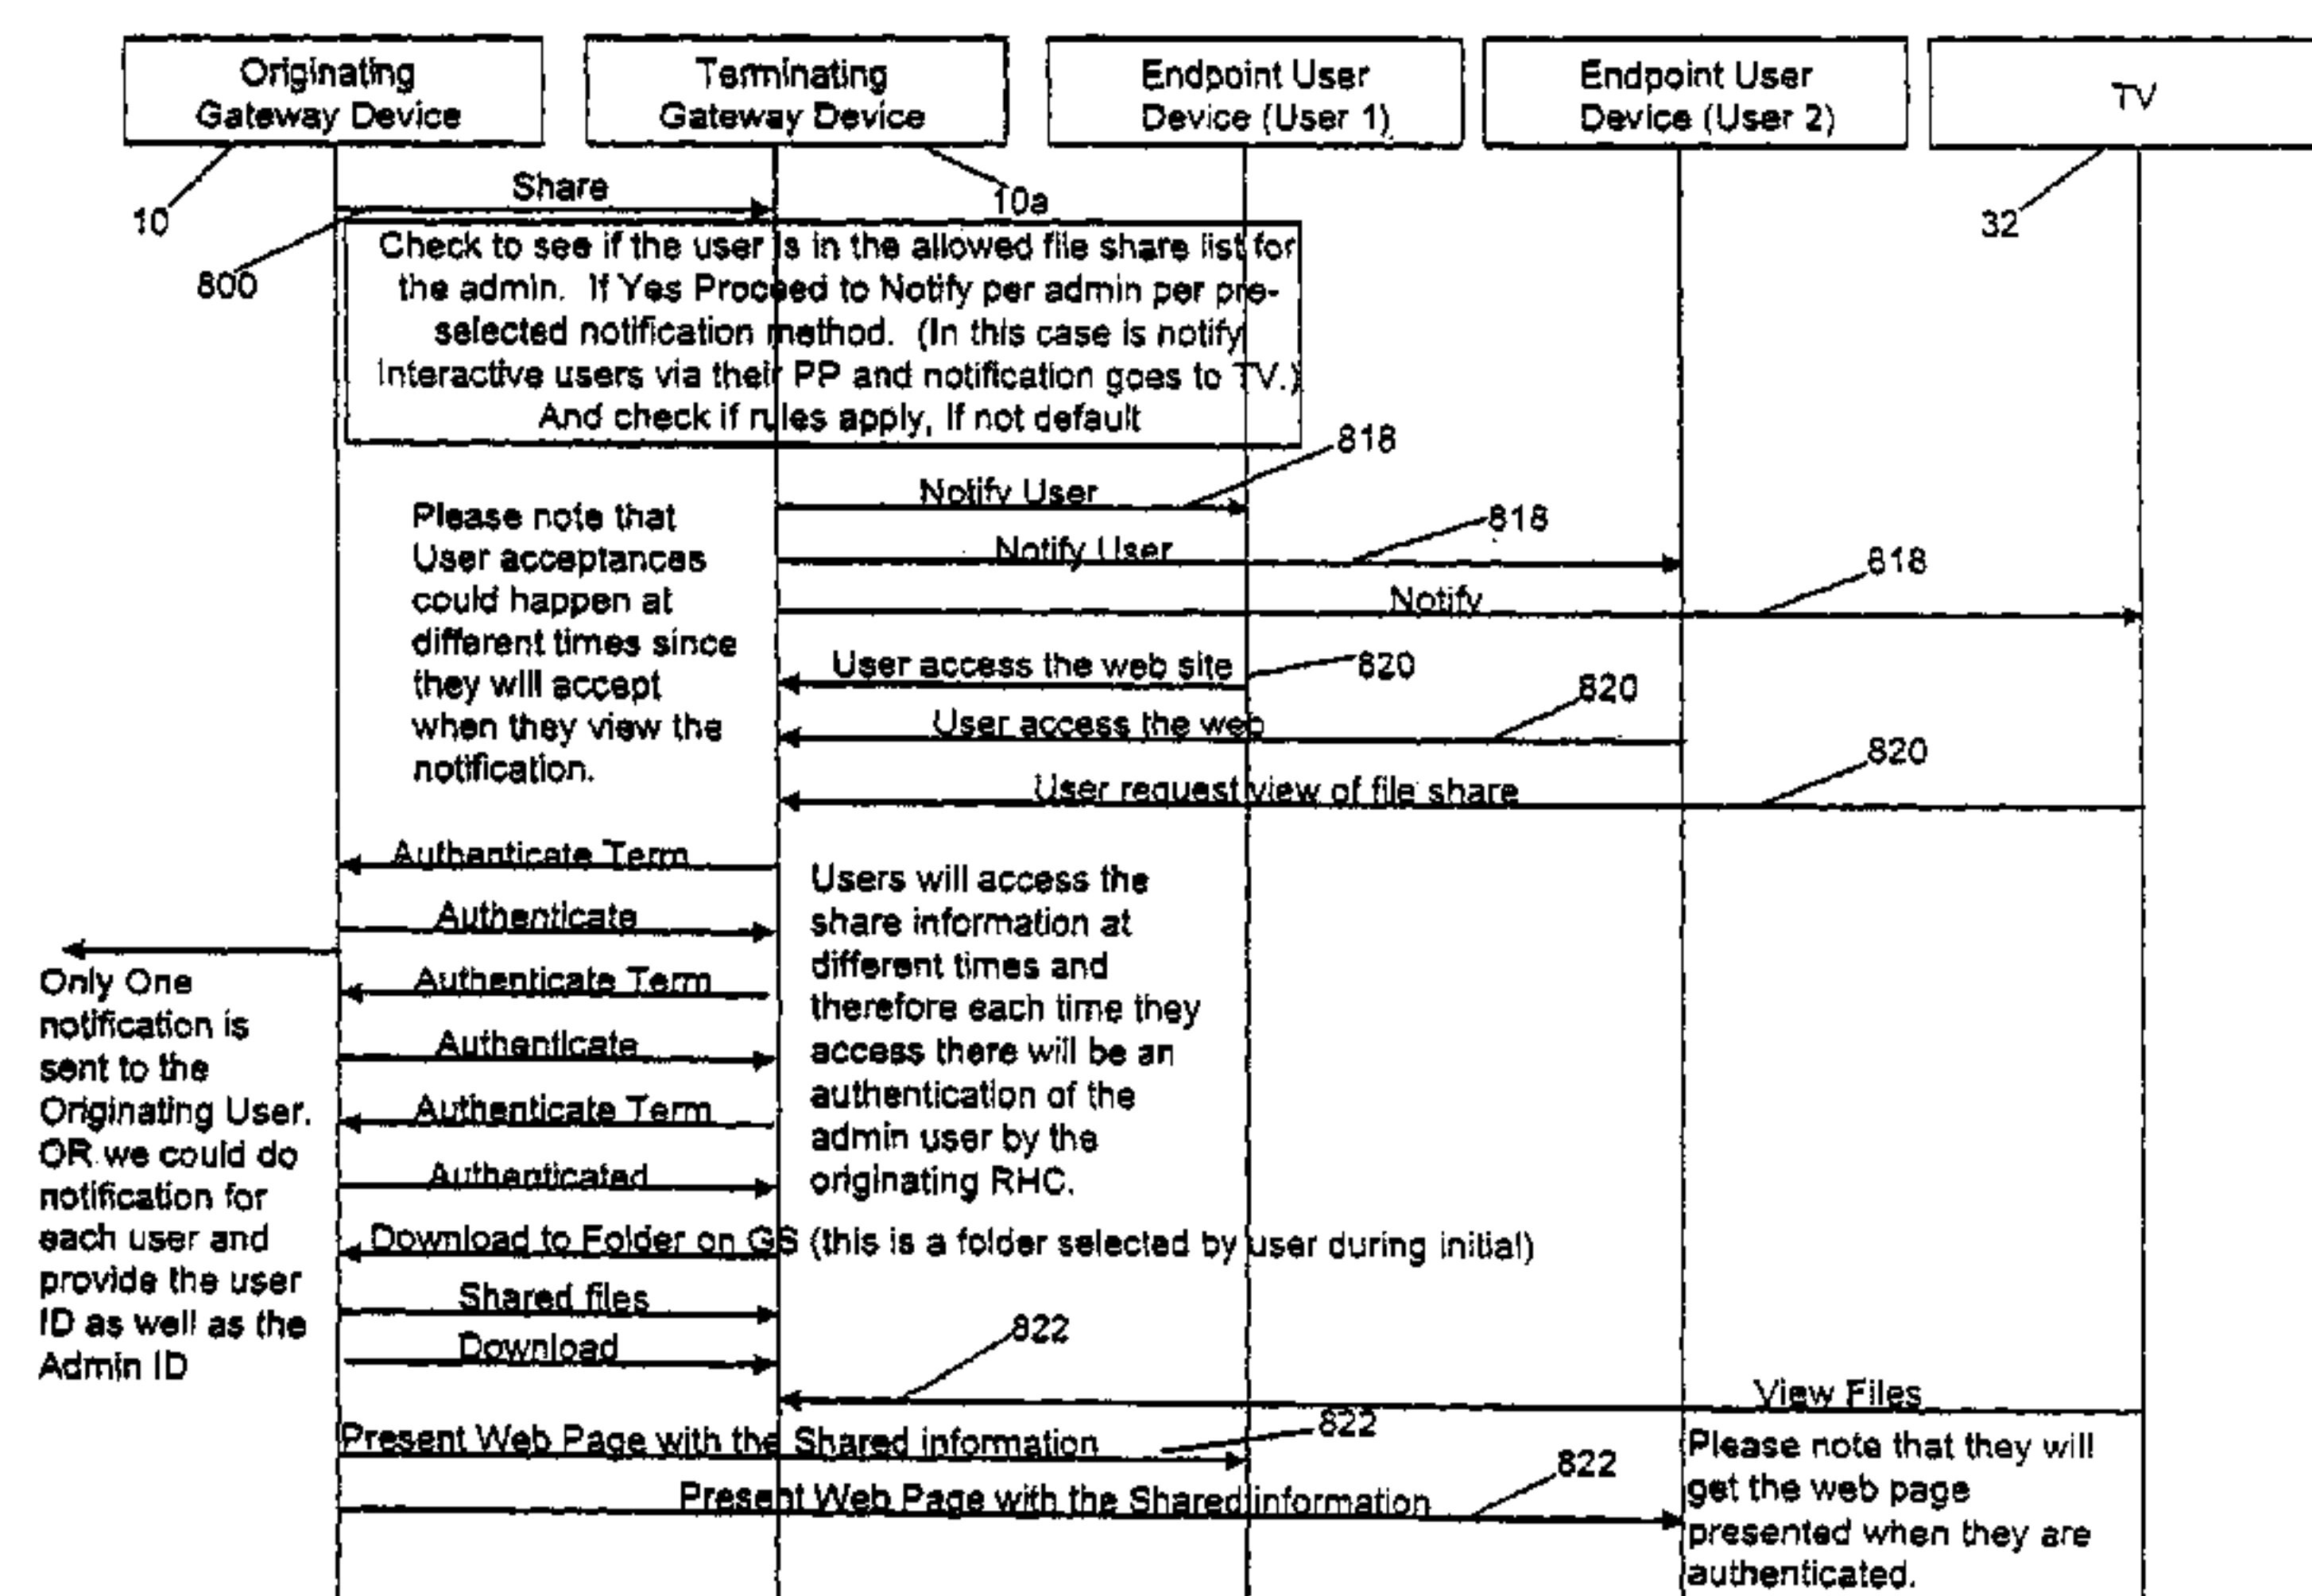 Originating
Gateway Device
Terminating
Gateway Device
Endpoint User
Device (User 1)
Endpoint User
Device (User 2)
TV
10
Share
10a
32
800
Check to see if the user is in the allowed file share list for
the admin. If Yes Proceed to Notify per admin per pre-
selected notification method. (In this case is notify
Interactive users via their PP and notification goes to TV.)
And check if rules apply, If not default
818
Notify User
818
Notify User
818
Notify
Please note that
User acceptances
could happen at
different times since
they will accept
when they view the
notification.
User access the web site
820
820
User access the web
820
User request view of file share
Authenticate Term
Authenticate
Authenticate Term
Authenticate
Authenticate Term
Authenticated
Users will access the
share information at
different times and
therefore each time they
access there will be an
authentication of the
admin user by the
originating RHC.
Only One
notification is
sent to the
Originating User.
OR we could do
notification for
each user and
provide the user
ID as well as the
Admin ID
Download to Folder on GS (this is a folder selected by user during initial)
Shared files
Download
822
View Files
Present Web Page with the Shared information
822
Present Web Page with the Shared information
822
Please note that they will
get the web page
presented when they are
authenticated.